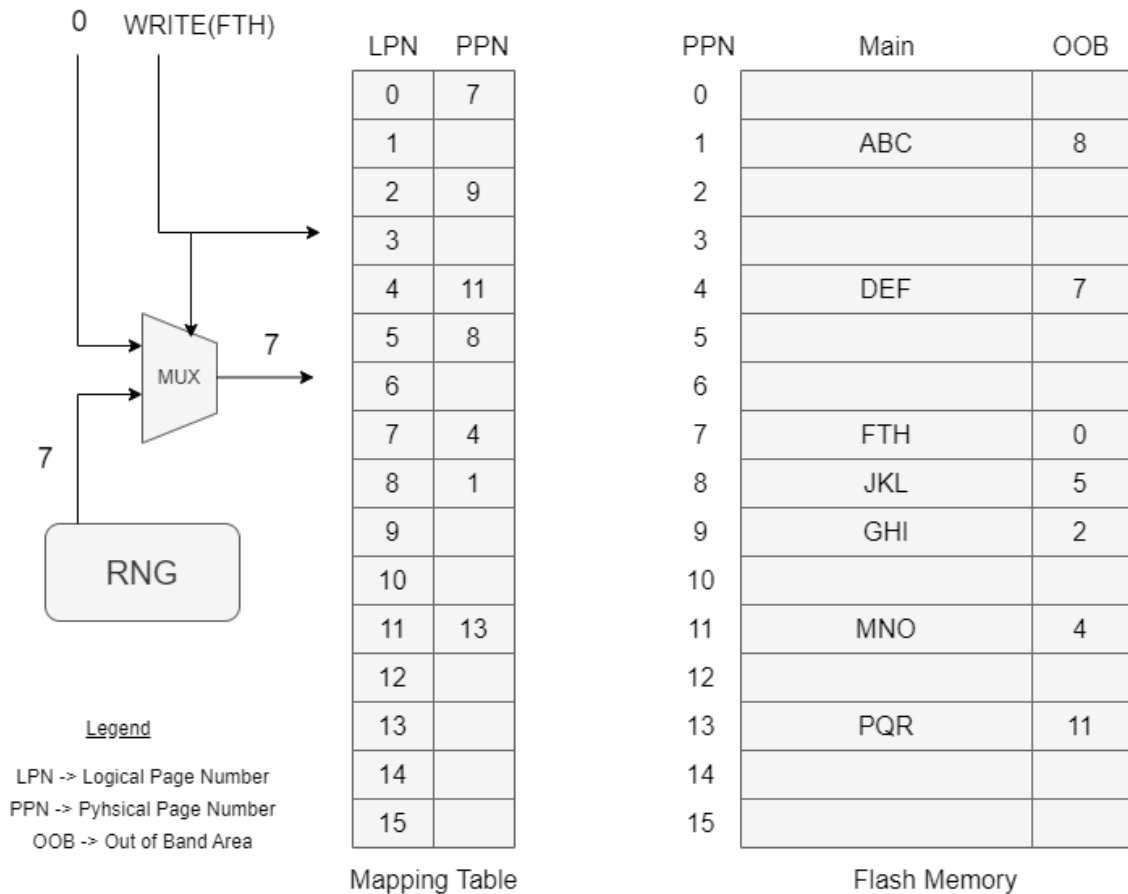 0 WRITE(FTH)
LPN PPN
0 7
1
2 9
3
4 11
5 8
6
7 4
8 1
9
10
11 13
12
13
14
15
Mapping Table
PPN Main OOB
0
1 ABC 8
2
3
4 DEF 7
5
6
7 FTH 0
8 JKL 5
9 GHI 2
10
11 MNO 4
12
13 PQR 11
14
15
Flash Memory
MUX
7
7
RNG
Legend
LPN -> Logical Page Number
PPN -> Pyhsical Page Number
OOB -> Out of Band Area